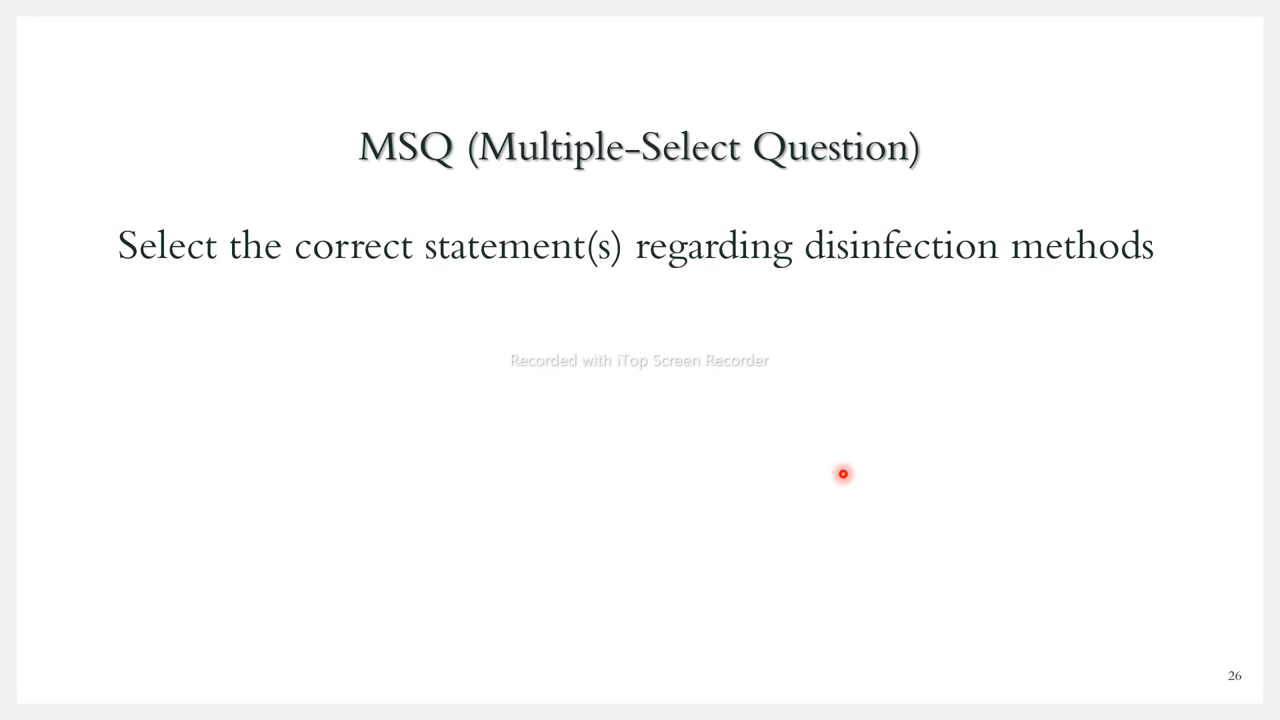 MSQ (Multiple-Select Question)
Select the correct statement(s) regarding disinfection methods
Recorded with iTop Screen Recorder
26